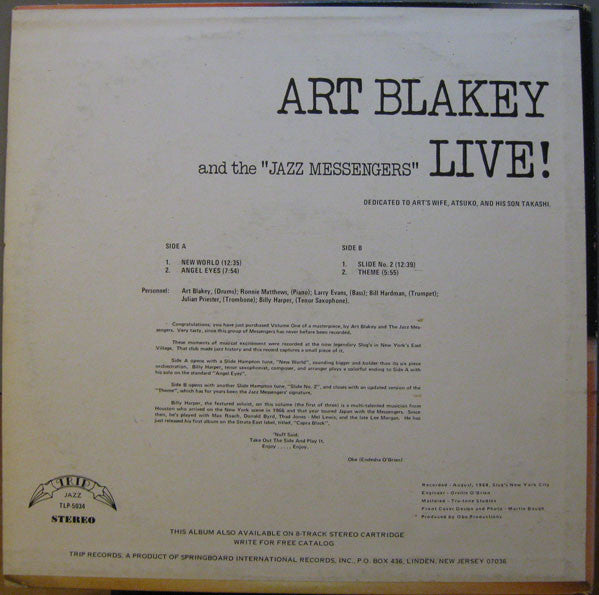 ART BLAKEY
and the "JAZZ MESSENGERS" LIVE!
DEDICATED TO ART'S WIFE, ATSUKO, AND HIS SON TAKASHI.
SIDE A
1. NEW WORLD (12:35)
2. ANGEL EYES (7:54)
SIDE B
1. SLIDE No. 2 (12:39)
2. THEME (5:55)
Personnel: Art Blakey, (Drums); Ronnie Matthews, (Piano); Larry Evans, (Bass); Bill Hardman, (Trumpet);
Julian Priester, (Trombone); Billy Harper, (Tenor Saxophone).
Congratulations; you have just purchased Volume One of a masterpiece, by Art Blakey and The Jazz Mes-
sengers. Very tasty, since this group of Messengers has never before been recorded.
These moments of musical excitement were recorded at the now legendary Slug's in New York's East
Village. That club made jazz history and this record captures a small piece of it.
Side A opens with a Slide Hampton tune, "New World", sounding bigger and bolder than its six piece
orchestration. Billy Harper, tenor saxophonist, composer, and arranger plays a colorful ending to Side A with
his solo on the standard "Angel Eyes".
Side B opens with another Slide Hampton tune, "Slide No. 2", and closes with an updated version of the
"Theme", which has for years been the Jazz Messengers' signature.
Billy Harper, the featured soloist, on this volume (the first of three) is a multi-talented musician from
Houston who arrived on the New York scene in 1966 and that year toured Japan with the Messengers. Since
then, he's played with Max Roach, Donald Byrd, Thad Jones - Mel Lewis, and the late Lee Morgan. He has
just released his first album on the Strata East label, titled, "Capra Black".
'Nuff Said.
Take Out The Side And Play It.
Enjoy . . . . . Enjoy.
Obe (Endesha O'Brien)
TRIP
JAZZ
TLP 5034
STEREO
Recorded - August, 1968, Slug's New York City
Engineer - Orville O'Brien
Mastered - Tru-tone Studios
Front Cover Design and Photo - Martin Bough
* Produced by Obe Productions
THIS ALBUM ALSO AVAILABLE ON 8-TRACK STEREO CARTRIDGE
WRITE FOR FREE CATALOG
TRIP RECORDS, A PRODUCT OF SPRINGBOARD INTERNATIONAL RECORDS, INC., P.O. BOX 436, LINDEN, NEW JERSEY 07036